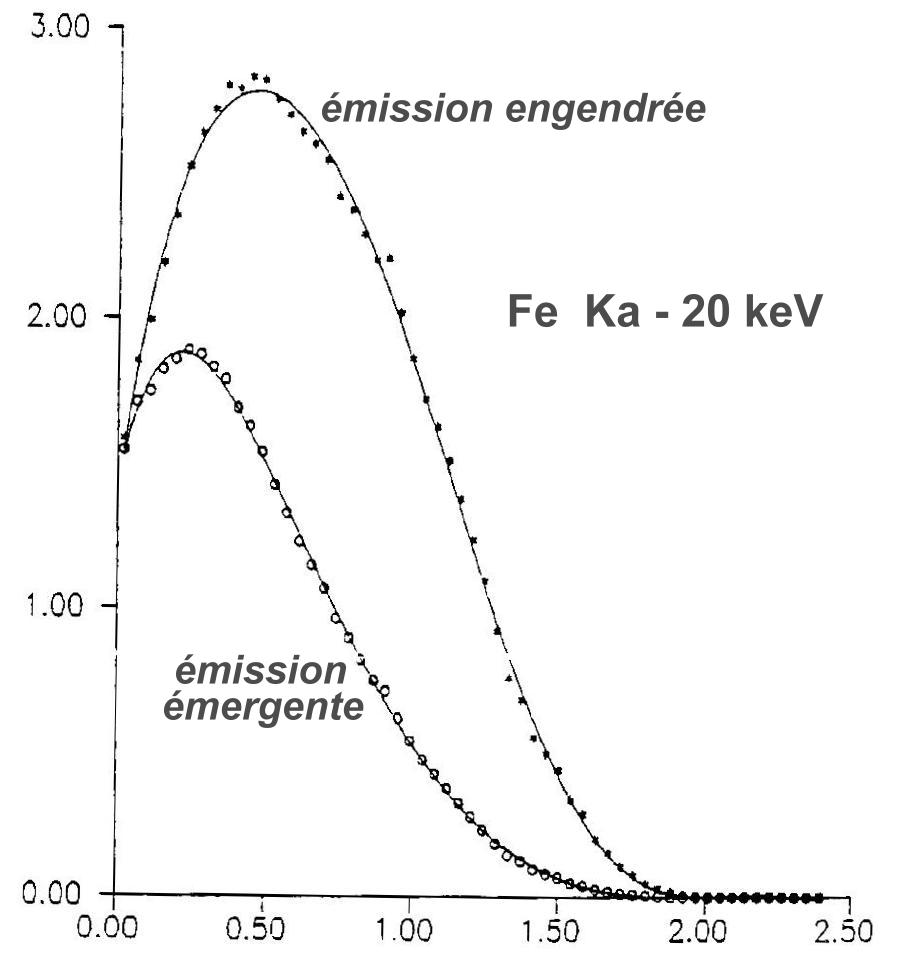 3.00
émission engendrée
Fe Ka - 20 keV
2.00
1.00
émission
émergente
0.00
0.00 0.50 1.00 1.50 2.00 2.50